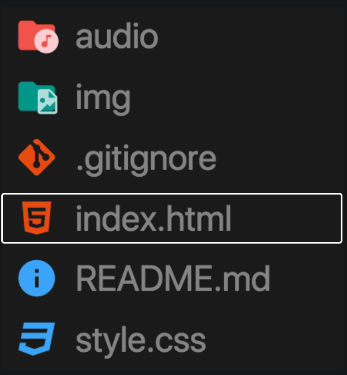 audio
img
.gitignore
index.html
README.md
style.css